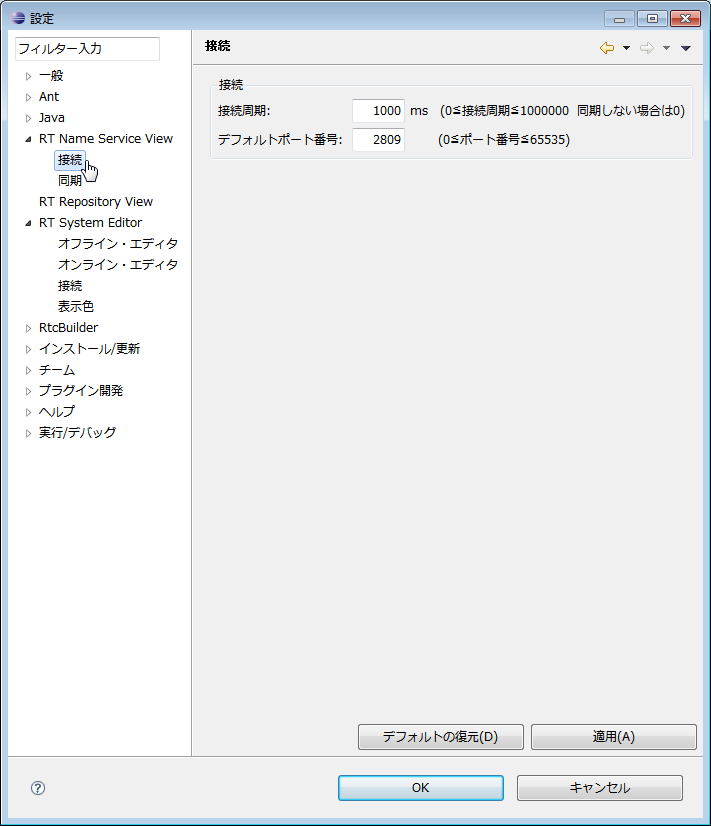 設定
フィルター入力
一般
Ant
Java
RT Name Service View
接続
同期
RT Repository View
RT System Editor
オフライン・エディタ
オンライン・エディタ
接続
表示色
RtcBuilder
インストール/更新
チーム
プラグイン開発
ヘルプ
実行/デバッグ
接続
接続
接続周期: 1000 ms (0≦接続周期≦1000000 同期しない場合は0)
デフォルトポート番号: 2809 (0≦ポート番号≦65535)
デフォルトの復元(D) 適用(A)
? OK キャンセル